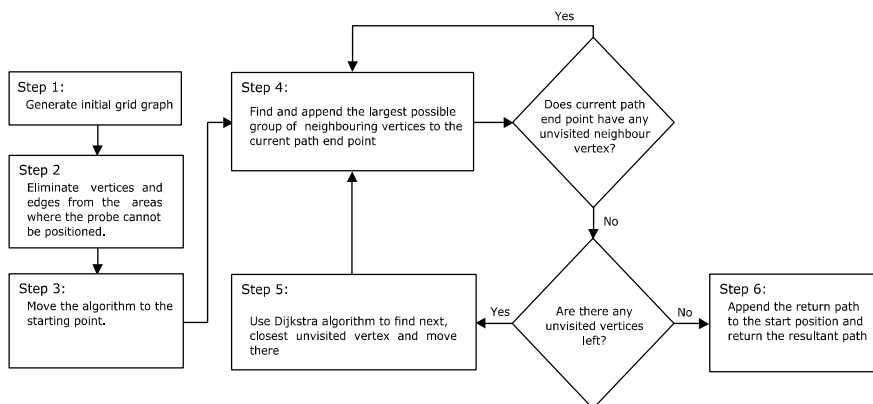 Step 1:
Generate initial grid graph
Step 2
Eliminate vertices and
edges from the areas
where the probe cannot
be positioned.
Step 3:
Move the algorithm to the
starting point.
Step 4:
Find and append the largest possible
group of neighbouring vertices to the
current path end point
Yes
Does current path
end point have any
unvisited neighbour
vertex?
No
Step 5:
Use Dijkstra algorithm to find next,
closest unvisited vertex and move
there
Yes
Are there any
unvisited vertices
left?
No
Step 6:
Append the return path
to the start position and
return the resultant path